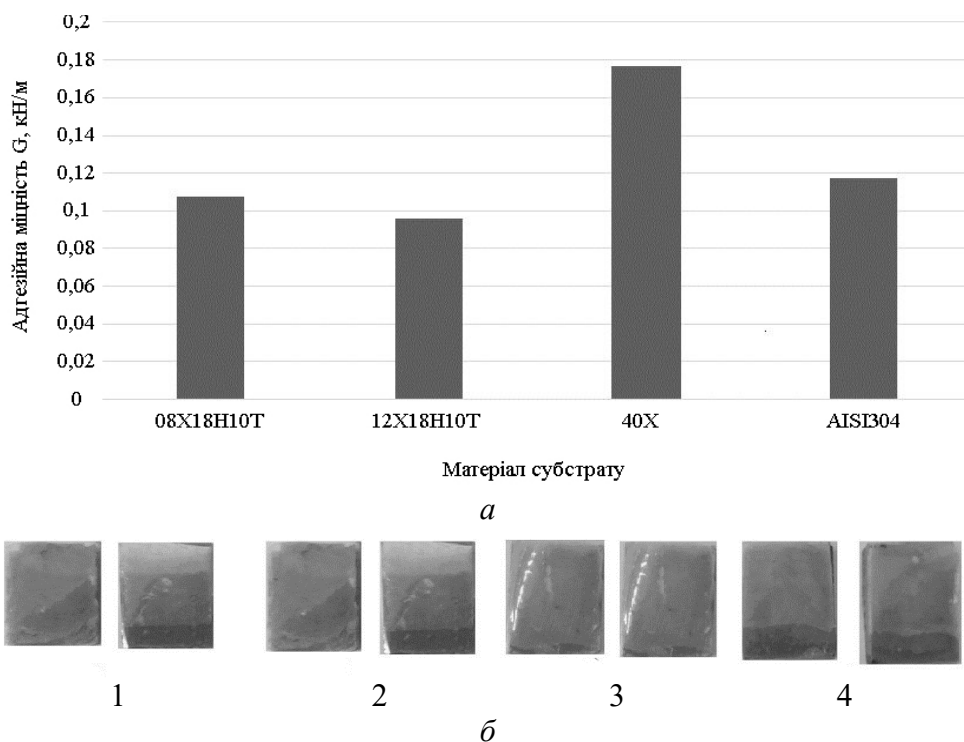 Адгезійна міцність G, кН/м
0,2
0,18
0,16
0,14
0,12
0,1
0,08
0,06
0,04
0,02
0
08Х18Н10Т 12Х18Н10Т 40Х AISI304
Матеріал субстрату
а
1 2 3 4
б